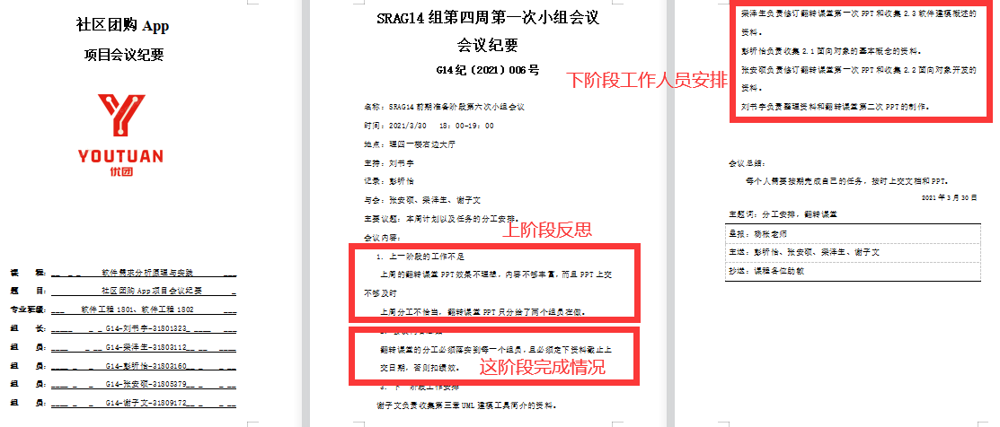 社区团购 App
项目会议纪要
YOUTUAN
优团
课 程: 软件需求分析原理与实践
题 目: 社区团购 App 项目会议纪要
专业班级: 软件工程 1801、软件工程 1802
组 长: G14-刘书宇-31801323
组 员: G14-梁泽生-31803112
组 员: G14-彭昕怡-31803160
组 员: G14-张安硕-31805379
组 员: G14-谢子文-31809172
SRAG14 组第四周第一次小组会议
会议纪要
G14 纪（2021）006 号
名称：SRAG14 前期准备阶段第六次小组会议
时间：2021/3/30 18：00-19：00
地点：理四一楼右边大厅
主持：刘书宇
记录：彭昕怡
与会：张安硕、梁泽生、谢子文
主要议题：本周计划以及任务的分工安排。
会议内容：
上阶段反思
1. 上一阶段的工作不足
上周的翻转课堂 PPT 效果不理想，内容不够丰富，而且 PPT 上交
不够及时
上周分工不恰当，翻转课堂 PPT 只分给了两个组员在做。
翻转课堂的分工必须落实到每一个组员，且必须定下资料截止上
交日期，否则扣绩效。
这阶段完成情况
3. 下一阶段工作安排
谢子文负责收集第三章 UML 建模工具简介的资料。
梁泽生负责修订翻转课堂第一次 PPT 和收集 2.3 软件建模概述的
资料。
彭昕怡负责收集 2.1 面向对象的基本概念的资料。
张安硕负责修订翻转课堂第一次 PPT 和收集 2.2 面向对象开发的
资料。
刘书宇负责整理资料和翻转课堂第二次 PPT 的制作。
下阶段工作人员安排
会议总结：
每个人需要按期完成自己的任务，按时上交文档和 PPT。
2021 年 3 月 30 日
主题词：分工安排，翻转课堂
呈报：杨枨老师
主送：彭昕怡、张安硕、梁泽生、谢子文
抄送：课程各位助教